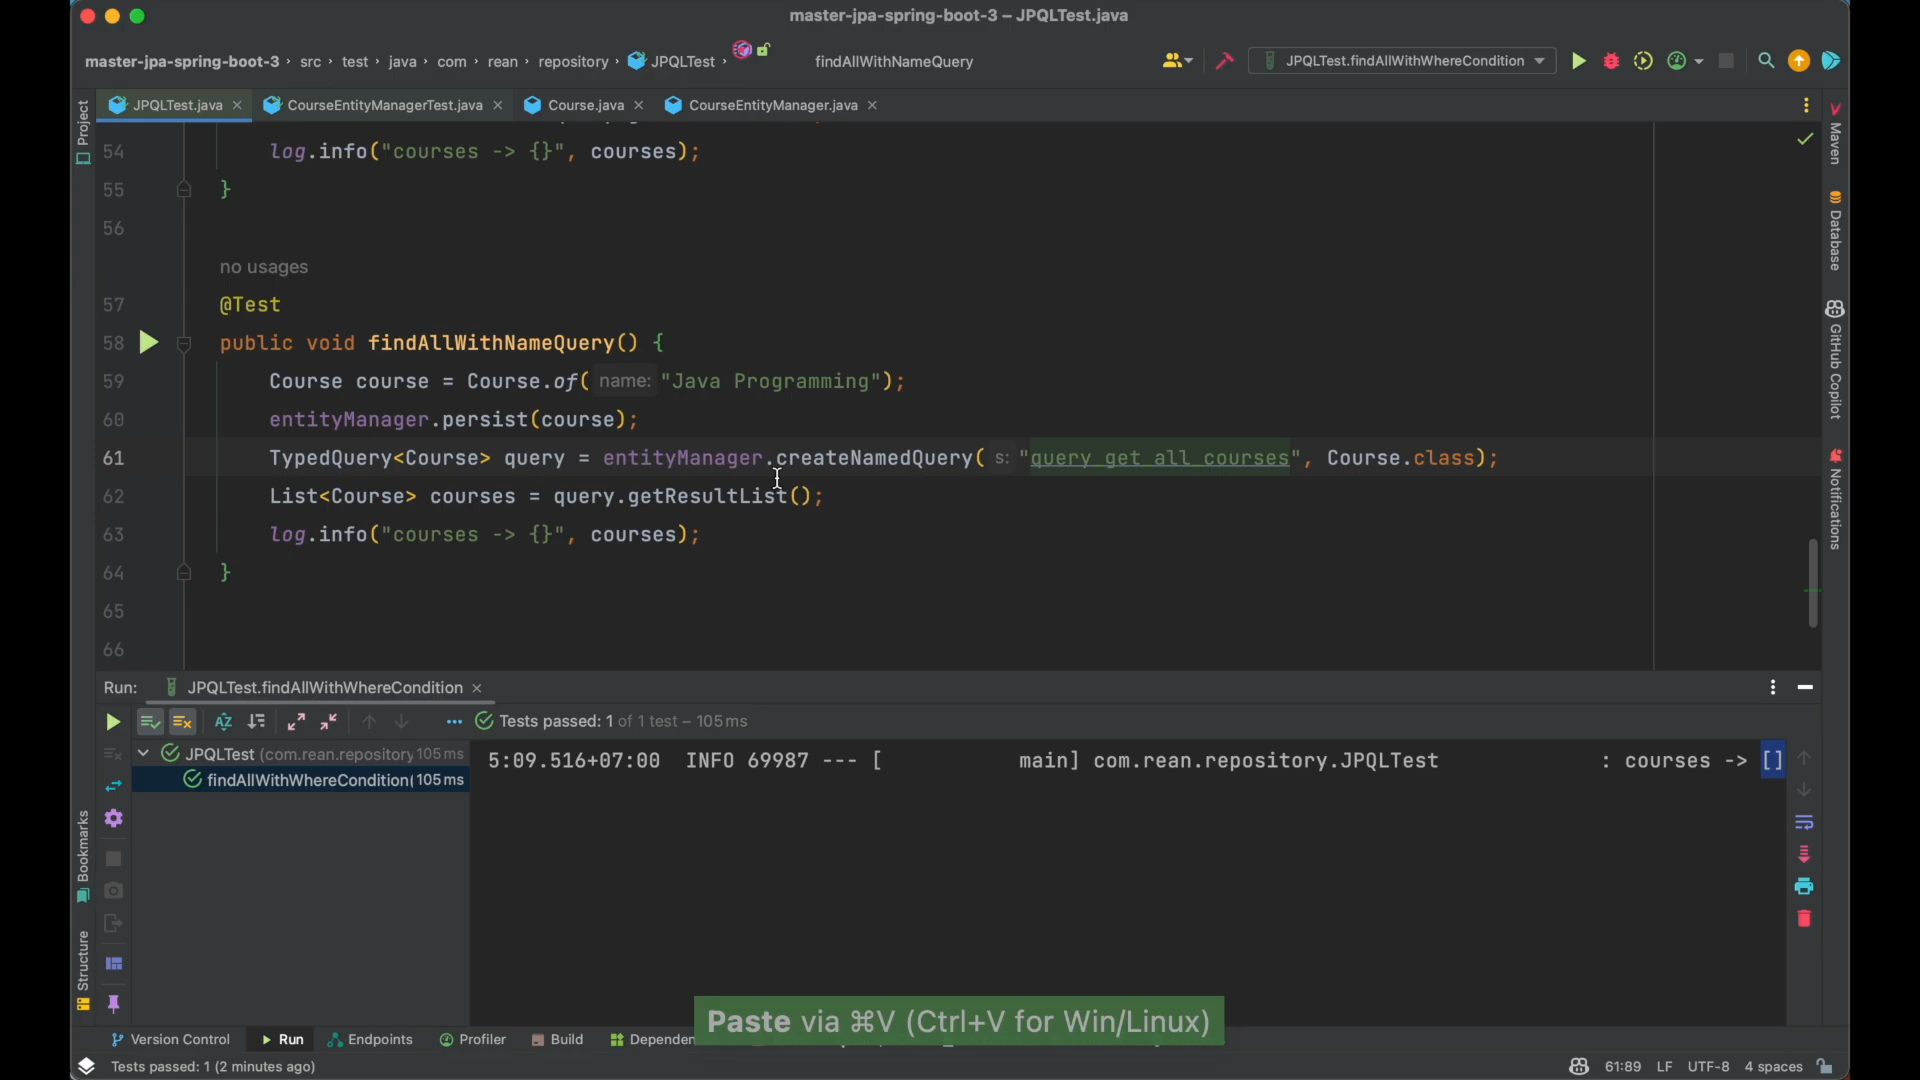 master-jpa-spring-boot-3 – JPQLTest.java
master-jpa-spring-boot-3 › src › test › java › com › rean › repository › JPQLTest › findAllWithNameQuery
JPQLTest.findAllWithWhereCondition
JPQLTest.java × CourseEntityManagerTest.java × Course.java × CourseEntityManager.java ×
Project
Maven
Database
GitHub Copilot
Notifications
54 log.info("courses -> {}", courses);
55 }
56
no usages
57 @Test
58 public void findAllWithNameQuery() {
59 Course course = Course.of( name: "Java Programming");
60 entityManager.persist(course);
61 TypedQuery<Course> query = entityManager.createNamedQuery( s: "query_get_all_courses", Course.class);
62 List<Course> courses = query.getResultList();
63 log.info("courses -> {}", courses);
64 }
65
66
Run: JPQLTest.findAllWithWhereCondition ×
Tests passed: 1 of 1 test – 105 ms
JPQLTest (com.rean.repository 105 ms
findAllWithWhereCondition( 105 ms
5:09.516+07:00 INFO 69987 --- [ main] com.rean.repository.JPQLTest : courses -> []
Bookmarks
Structure
Paste via ⌘V (Ctrl+V for Win/Linux)
Version Control Run Endpoints Profiler Build Dependen
Tests passed: 1 (2 minutes ago)
61:89 LF UTF-8 4 spaces